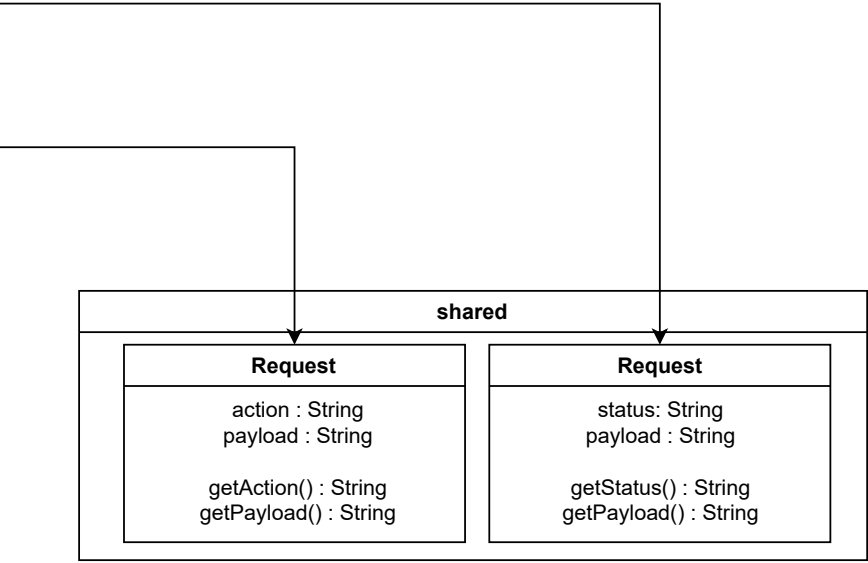 shared
Request
action : String
payload : String
getAction() : String
getPayload() : String
Request
status: String
payload : String
getStatus() : String
getPayload() : String